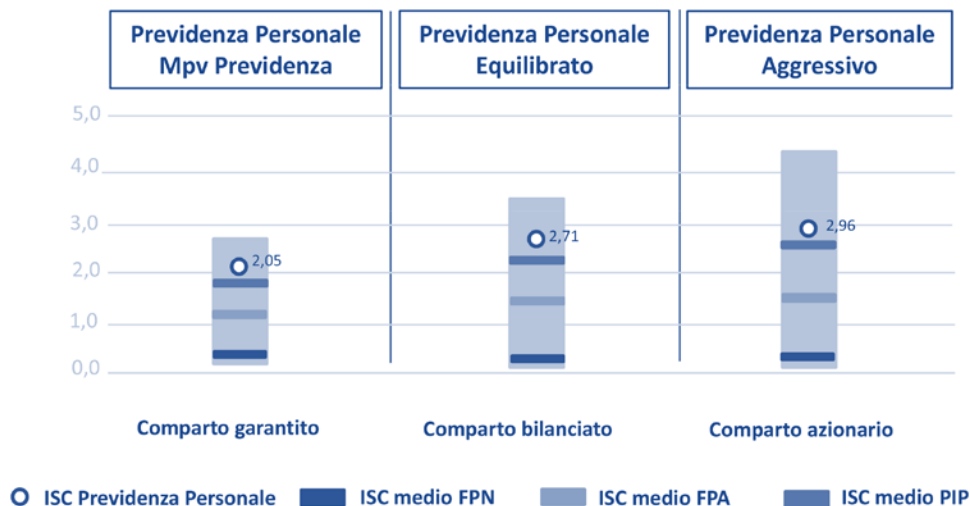 Previdenza Personale
Mpv Previdenza
Previdenza Personale
Equilibrato
Previdenza Personale
Aggressivo
5,0
4,0
3,0
2,0
1,0
0,0
2,05
2,71
2,96
Comparto garantito
Comparto bilanciato
Comparto azionario
ISC Previdenza Personale
ISC medio FPN
ISC medio FPA
ISC medio PIP